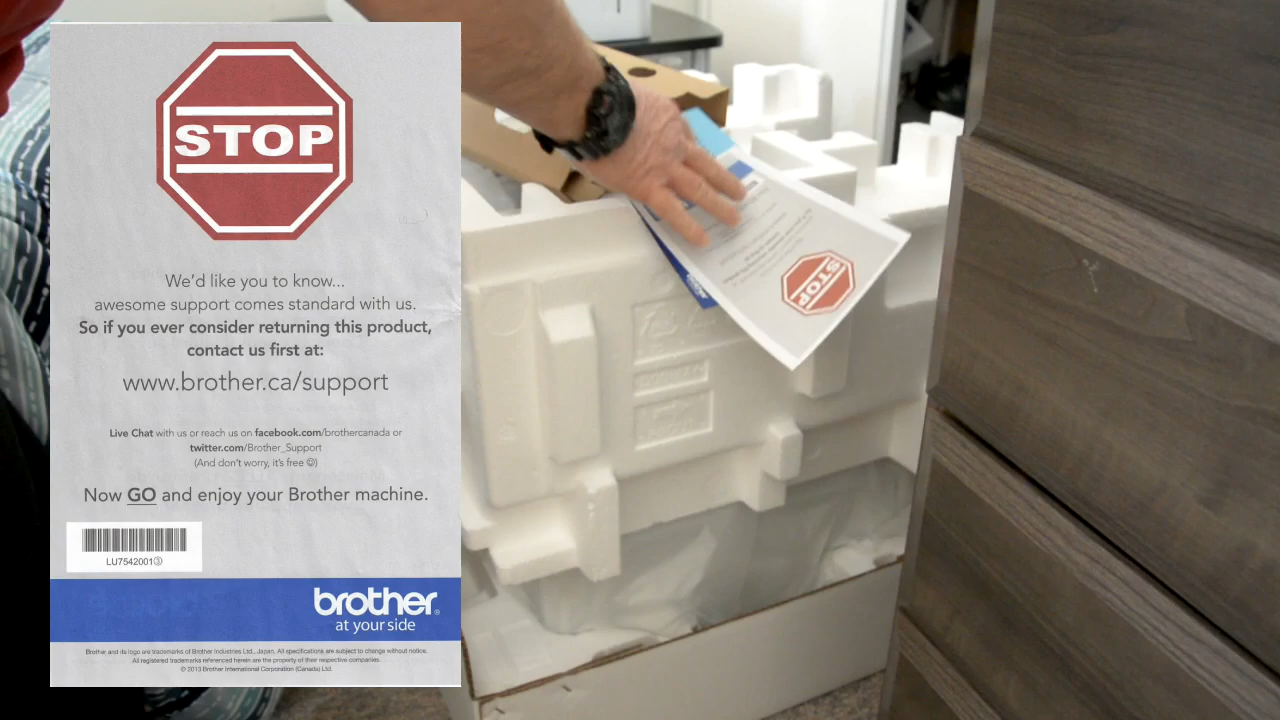 STOP
We'd like you to know...
awesome support comes standard with us.
So if you ever consider returning this product,
contact us first at:
www.brother.ca/support
Live Chat with us or reach us on facebook.com/brothercanada or
twitter.com/Brother_Support
(And don't worry, it's free ☺)
Now GO and enjoy your Brother machine.
LU7542001③
brother®
at your side
Brother and its logo are trademarks of Brother Industries Ltd., Japan. All specifications are subject to change without notice.
All registered trademarks referenced herein are the property of their respective companies.
© 2013 Brother International Corporation (Canada) Ltd.
STOP